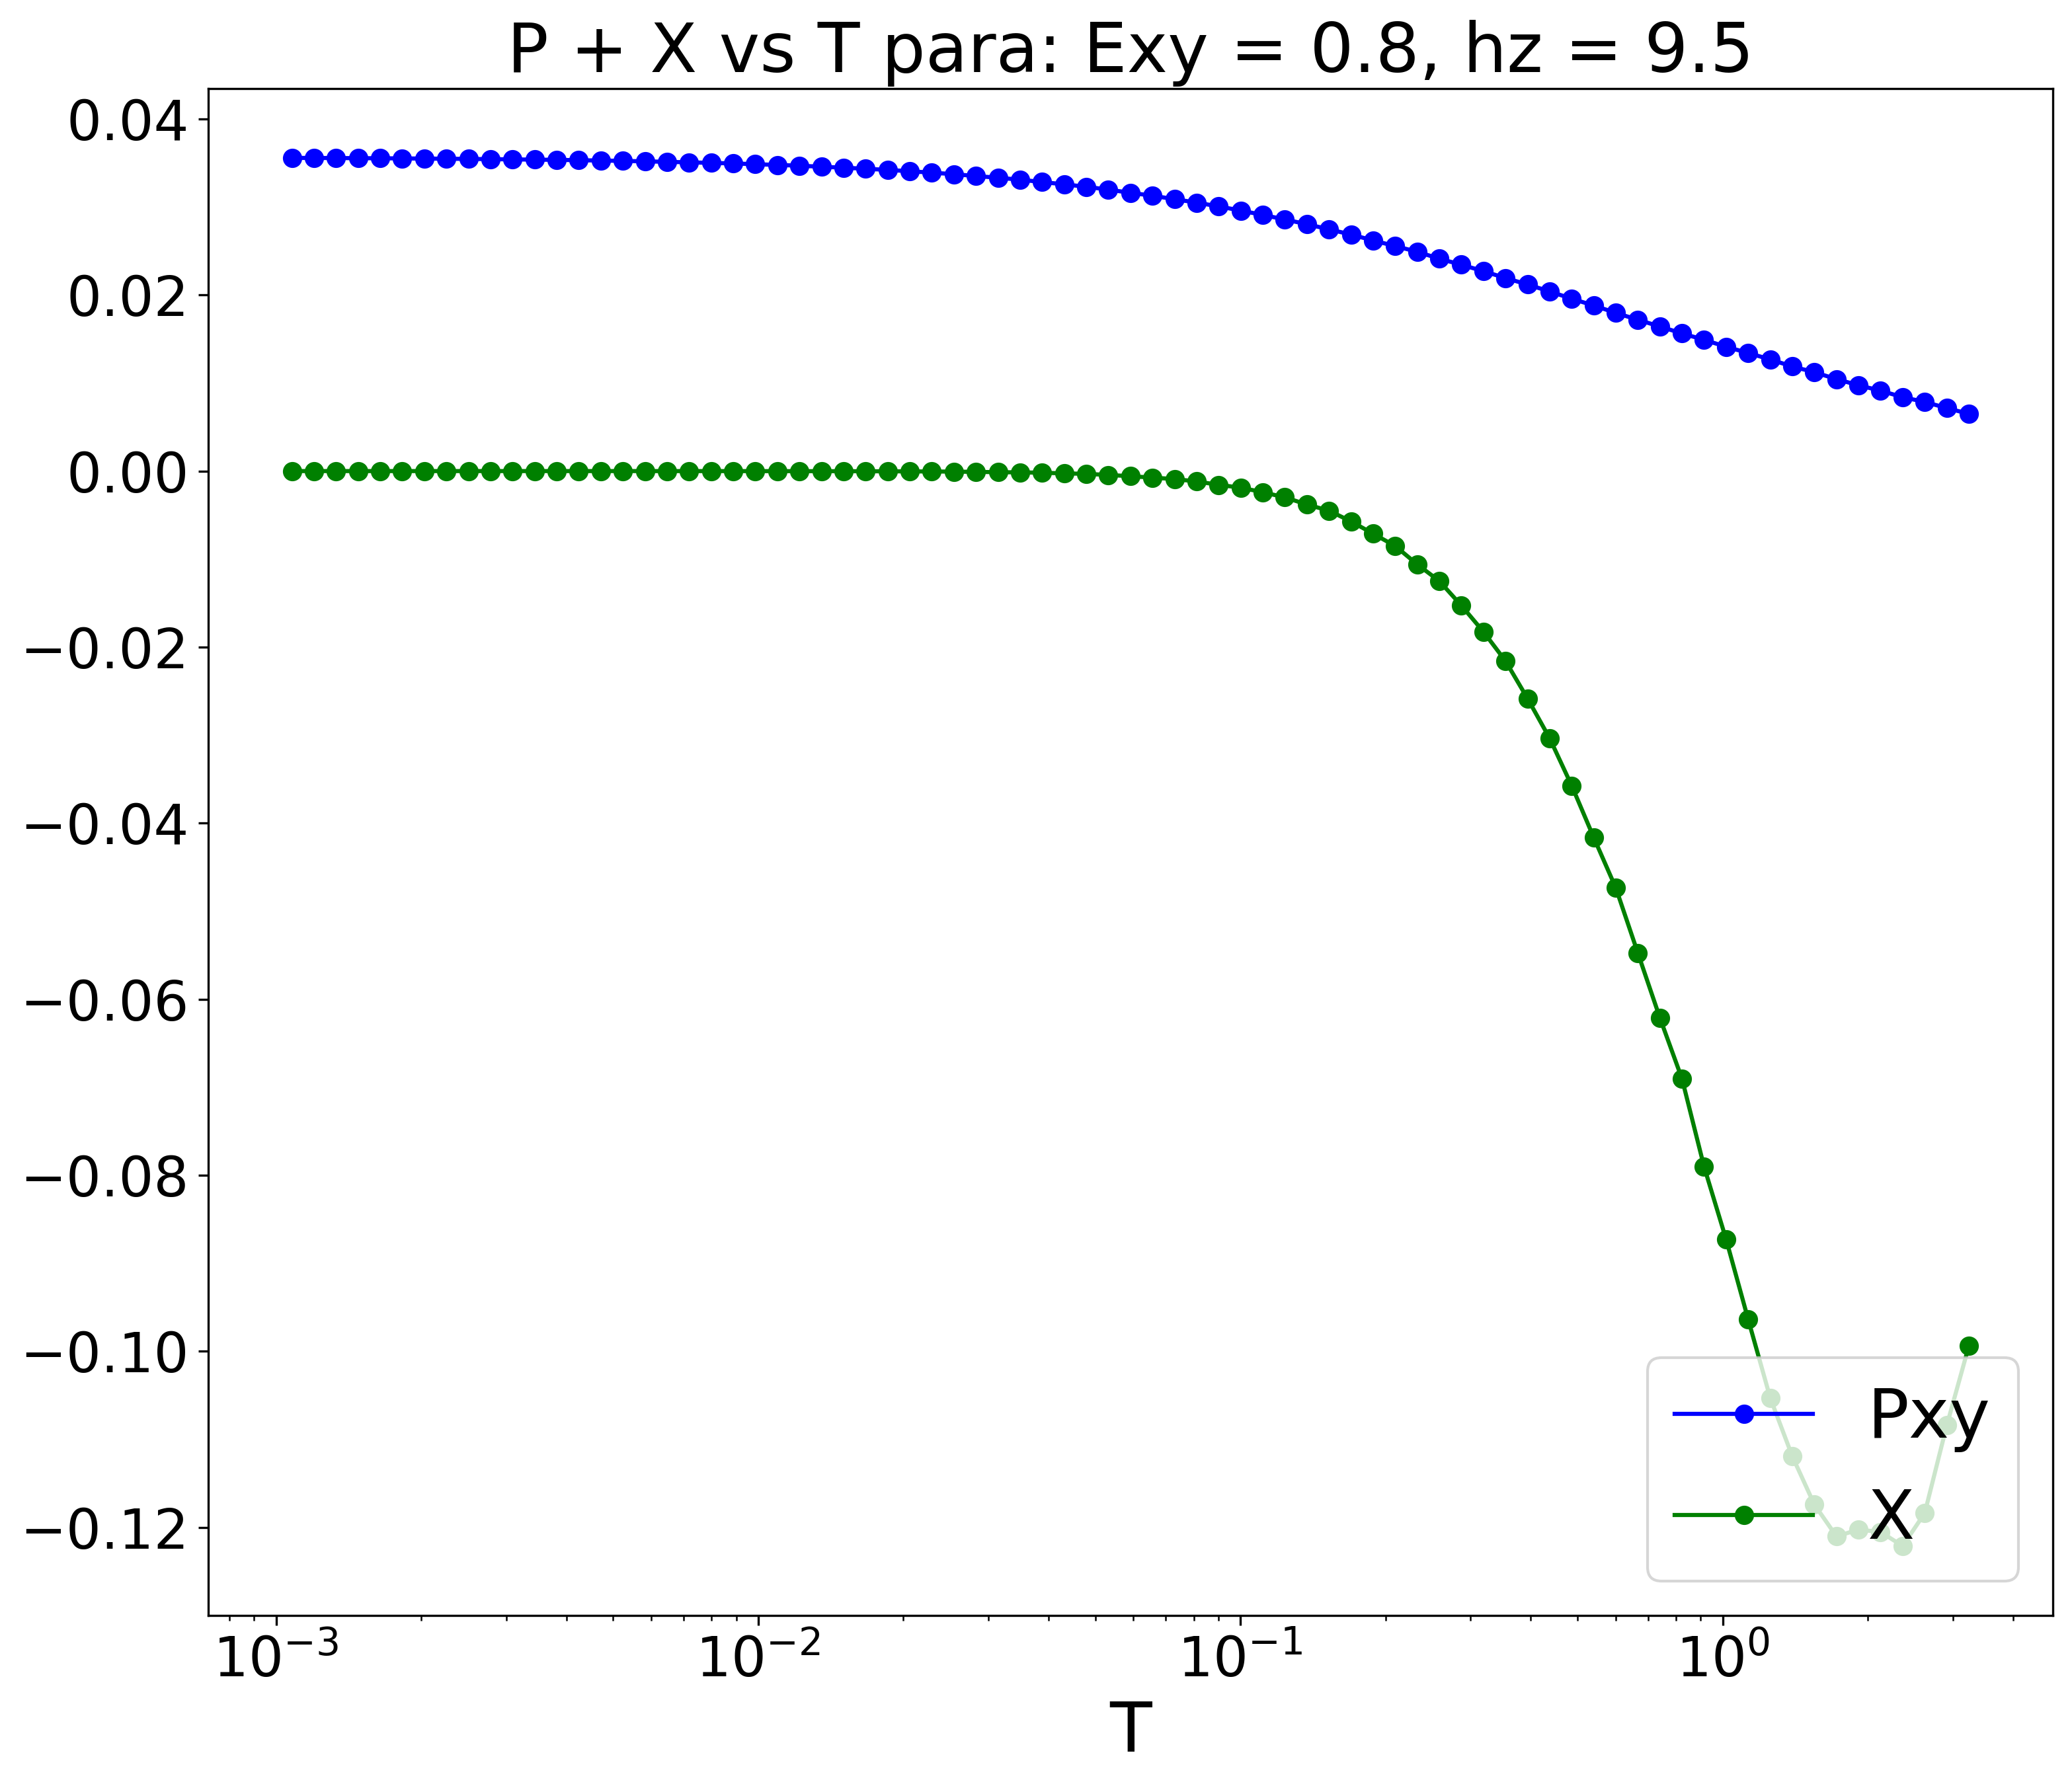 P + X vs T para: Exy = 0.8, hz = 9.5
0.04
0.02
0.00
−0.02
−0.04
−0.06
−0.08
−0.10
−0.12
Pxy
X
10⁻³ 10⁻² 10⁻¹ 10⁰
T